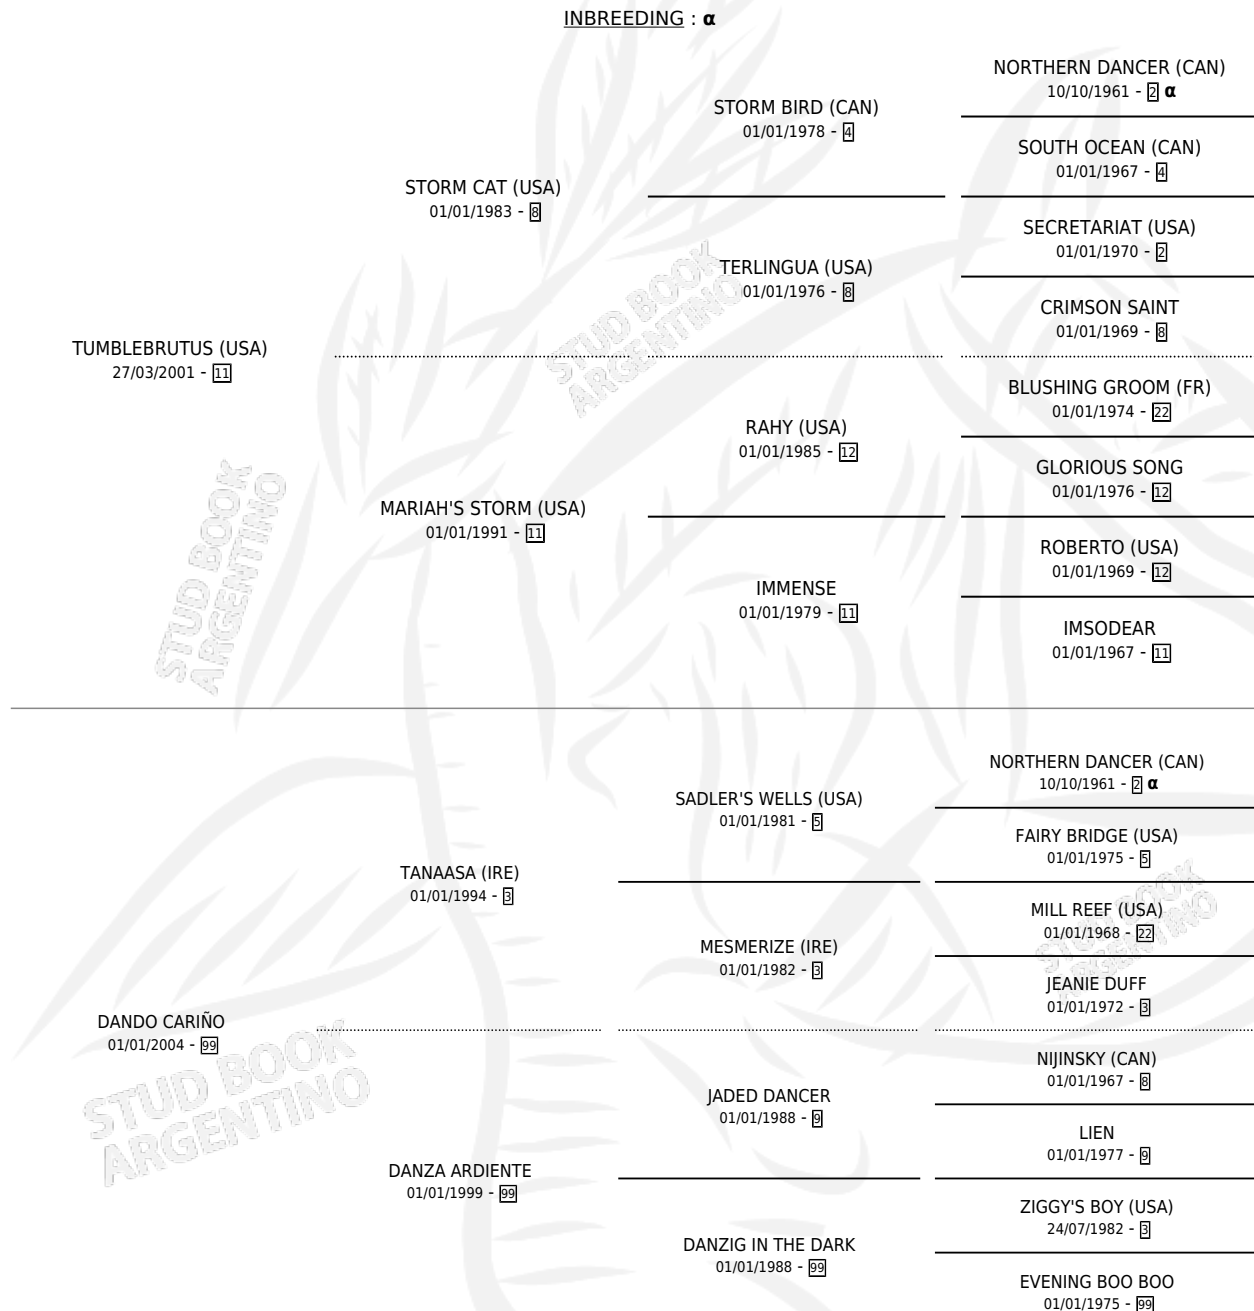 INBREEDING : α
NORTHERN DANCER (CAN)
10/10/1961 - 2 α
STORM BIRD (CAN)
01/01/1978 - 4
SOUTH OCEAN (CAN)
01/01/1967 - 4
STORM CAT (USA)
01/01/1983 - 8
SECRETARIAT (USA)
01/01/1970 - 2
TERLINGUA (USA)
01/01/1976 - 8
CRIMSON SAINT
01/01/1969 - 8
STUD BOOK
ARGENTINO
TUMBLEBRUTUS (USA)
27/03/2001 - 11
BLUSHING GROOM (FR)
01/01/1974 - 22
RAHY (USA)
01/01/1985 - 12
GLORIOUS SONG
01/01/1976 - 12
MARIAH'S STORM (USA)
01/01/1991 - 11
ROBERTO (USA)
01/01/1969 - 12
IMMENSE
01/01/1979 - 11
IMSODEAR
01/01/1967 - 11
STUD BOOK
ARGENTINO
NORTHERN DANCER (CAN)
10/10/1961 - 2 α
SADLER'S WELLS (USA)
01/01/1981 - 5
FAIRY BRIDGE (USA)
01/01/1975 - 5
TANAASA (IRE)
01/01/1994 - 3
MILL REEF (USA)
01/01/1968 - 22
MESMERIZE (IRE)
01/01/1982 - 3
JEANIE DUFF
01/01/1972 - 3
STUD BOOK
ARGENTINO
DANDO CARIÑO
01/01/2004 - 99
NIJINSKY (CAN)
01/01/1967 - 8
JADED DANCER
01/01/1988 - 9
LIEN
01/01/1977 - 9
STUD BOOK
ARGENTINO
DANZA ARDIENTE
01/01/1999 - 99
ZIGGY'S BOY (USA)
24/07/1982 - 3
DANZIG IN THE DARK
01/01/1988 - 99
EVENING BOO BOO
01/01/1975 - 99